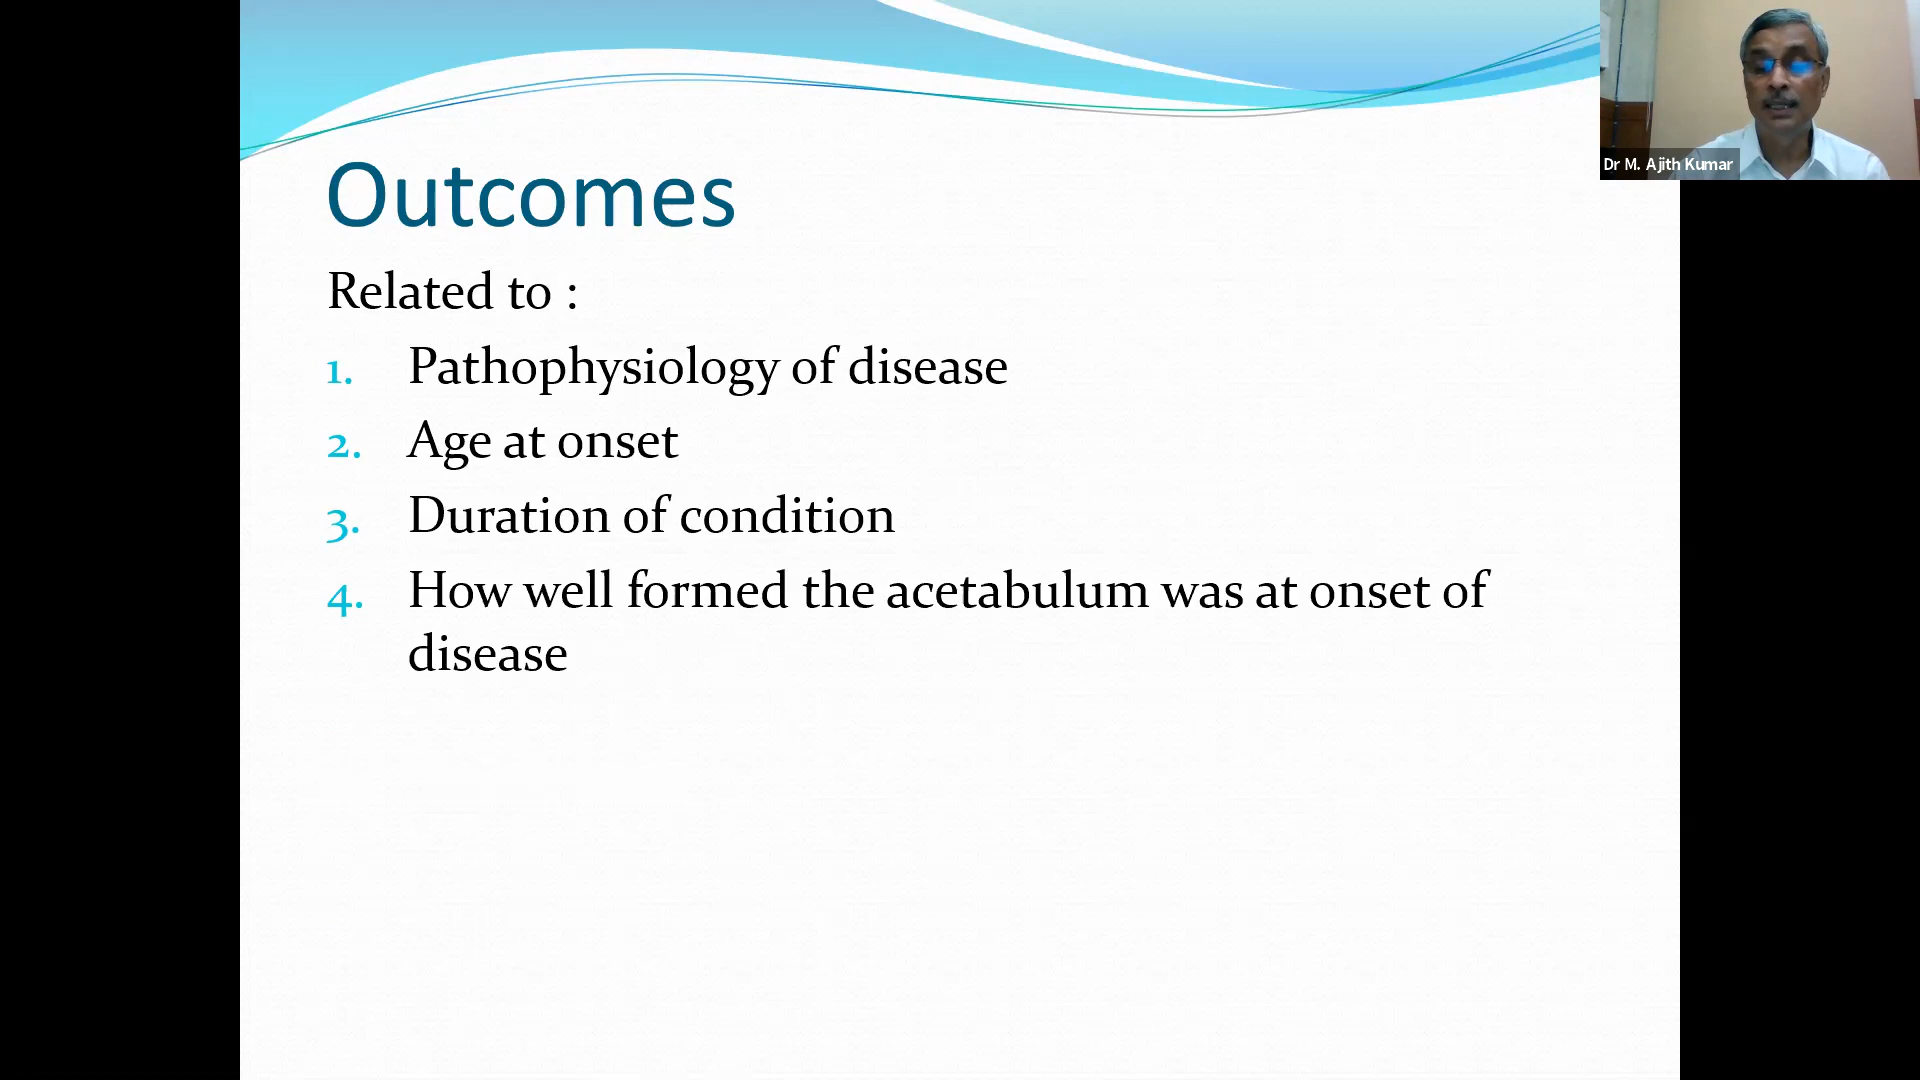 Outcomes
Related to :
1. Pathophysiology of disease
2. Age at onset
3. Duration of condition
4. How well formed the acetabulum was at onset of
disease
Dr M. Ajith Kumar